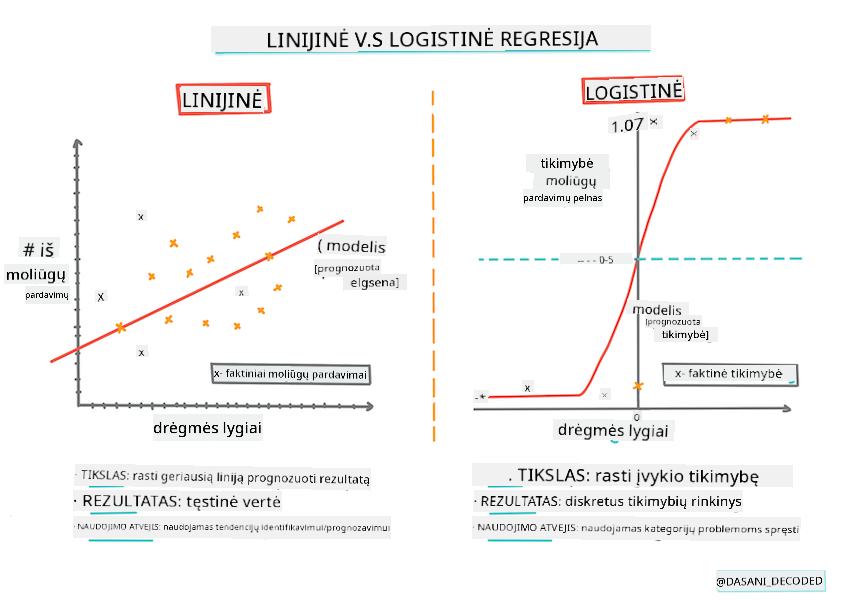 LINIJINĖ V.S LOGISTINĖ REGRESIJA
LINIJINĖ
# iš
moliūgų
pardavimų
( modelis
[prognozuota
elgsena]
x- faktiniai moliūgų pardavimai
drėgmės lygiai
· TIKSLAS: rasti geriausią liniją prognozuoti rezultatą
· REZULTATAS: tęstinė vertė
· NAUDOJIMO ATVEJIS: naudojamas tendencijų identifikavimui/prognozavimui
LOGISTINĖ
1.07 x
tikimybė
moliūgų
pardavimų pelnas
---- 0-5
modelis
[prognozuota
tikimybė]
x- faktinė tikimybė
0
drėgmės lygiai
. TIKSLAS: rasti įvykio tikimybę
· REZULTATAS: diskretus tikimybių rinkinys
· NAUDOJIMO ATVEJIS: naudojamas kategorijų problemoms spręsti
@DASANI_DECODED